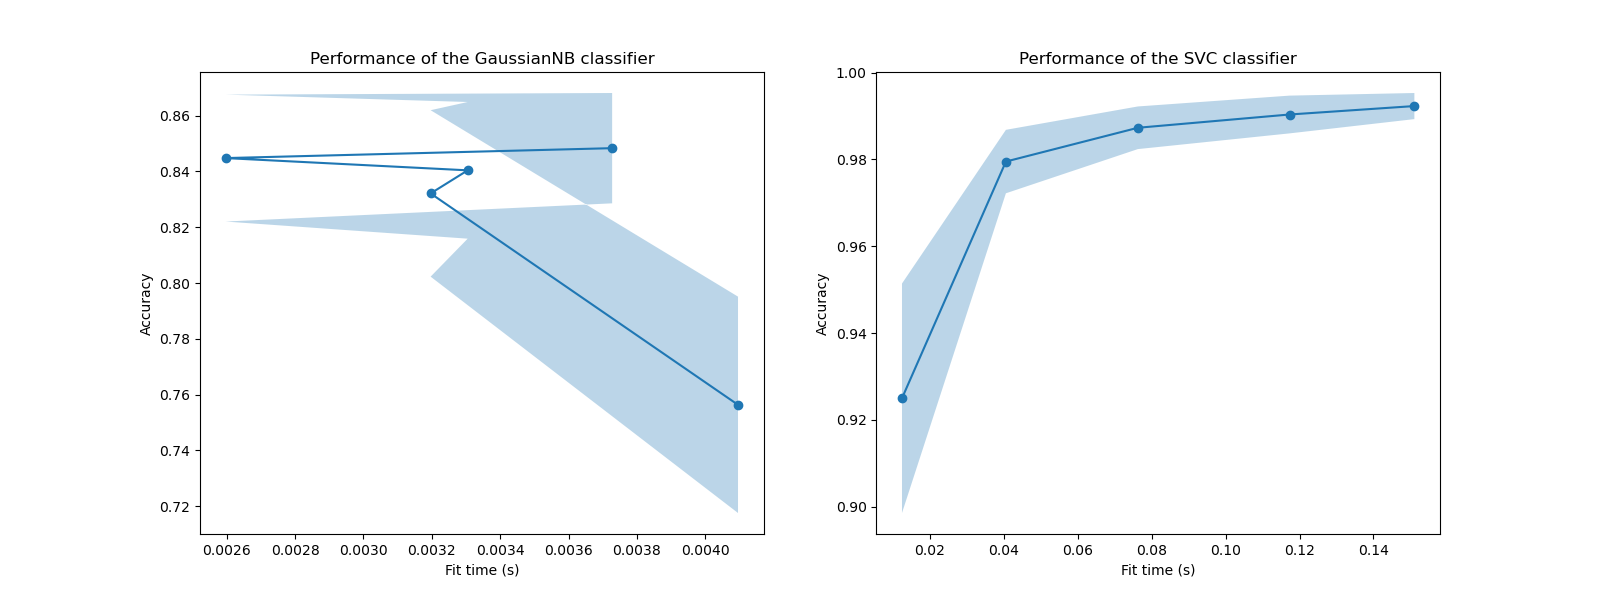 Performance of the GaussianNB classifier
Accuracy
0.86
0.84
0.82
0.80
0.78
0.76
0.74
0.72
0.0026 0.0028 0.0030 0.0032 0.0034 0.0036 0.0038 0.0040
Fit time (s)
Performance of the SVC classifier
Accuracy
1.00
0.98
0.96
0.94
0.92
0.90
0.02 0.04 0.06 0.08 0.10 0.12 0.14
Fit time (s)